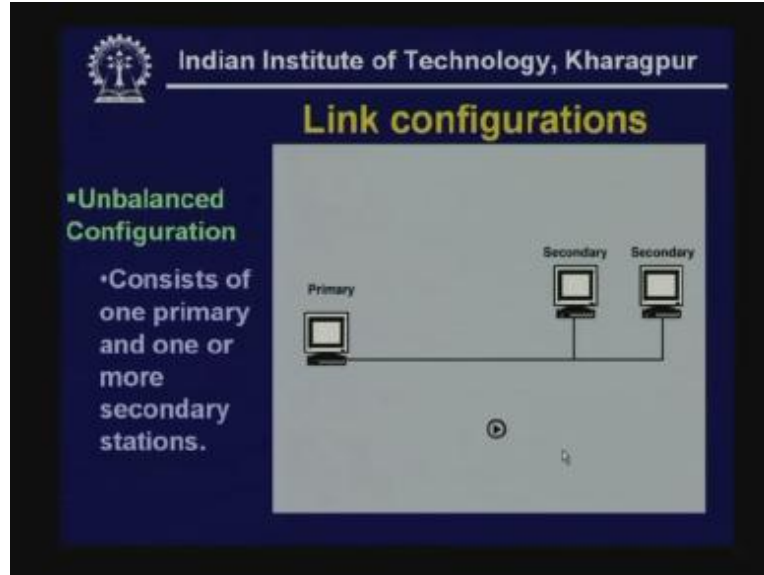 Indian Institute of Technology, Kharagpur
Link configurations
▪Unbalanced
Configuration
•Consists of
one primary
and one or
more
secondary
stations.
Primary
Secondary
Secondary